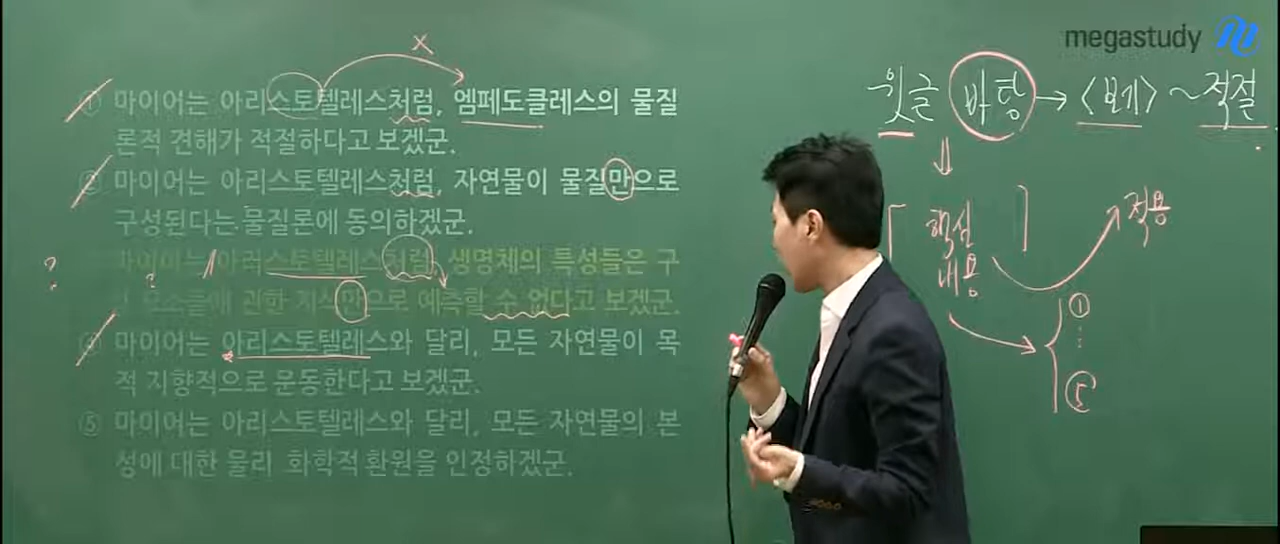 megastudy
윗글 바탕 → <보기> ~ 적절
① 마이어는 아리스토텔레스처럼, 엠페도클레스의 물질
론적 견해가 적절하다고 보겠군.
② 마이어는 아리스토텔레스처럼, 자연물이 물질만으로
구성된다는 물질론에 동의하겠군.
마이어는 아리스토텔레스처럼, 생명체의 특성들은 구
성 요소들에 관한 지식만으로 예측할 수 없다고 보겠군.
④ 마이어는 아리스토텔레스와 달리, 모든 자연물이 목
적 지향적으로 운동한다고 보겠군.
⑤ 마이어는 아리스토텔레스와 달리, 모든 자연물의 본
성에 대한 물리 화학적 환원을 인정하겠군.
핵심
내용
적용
①
⑤